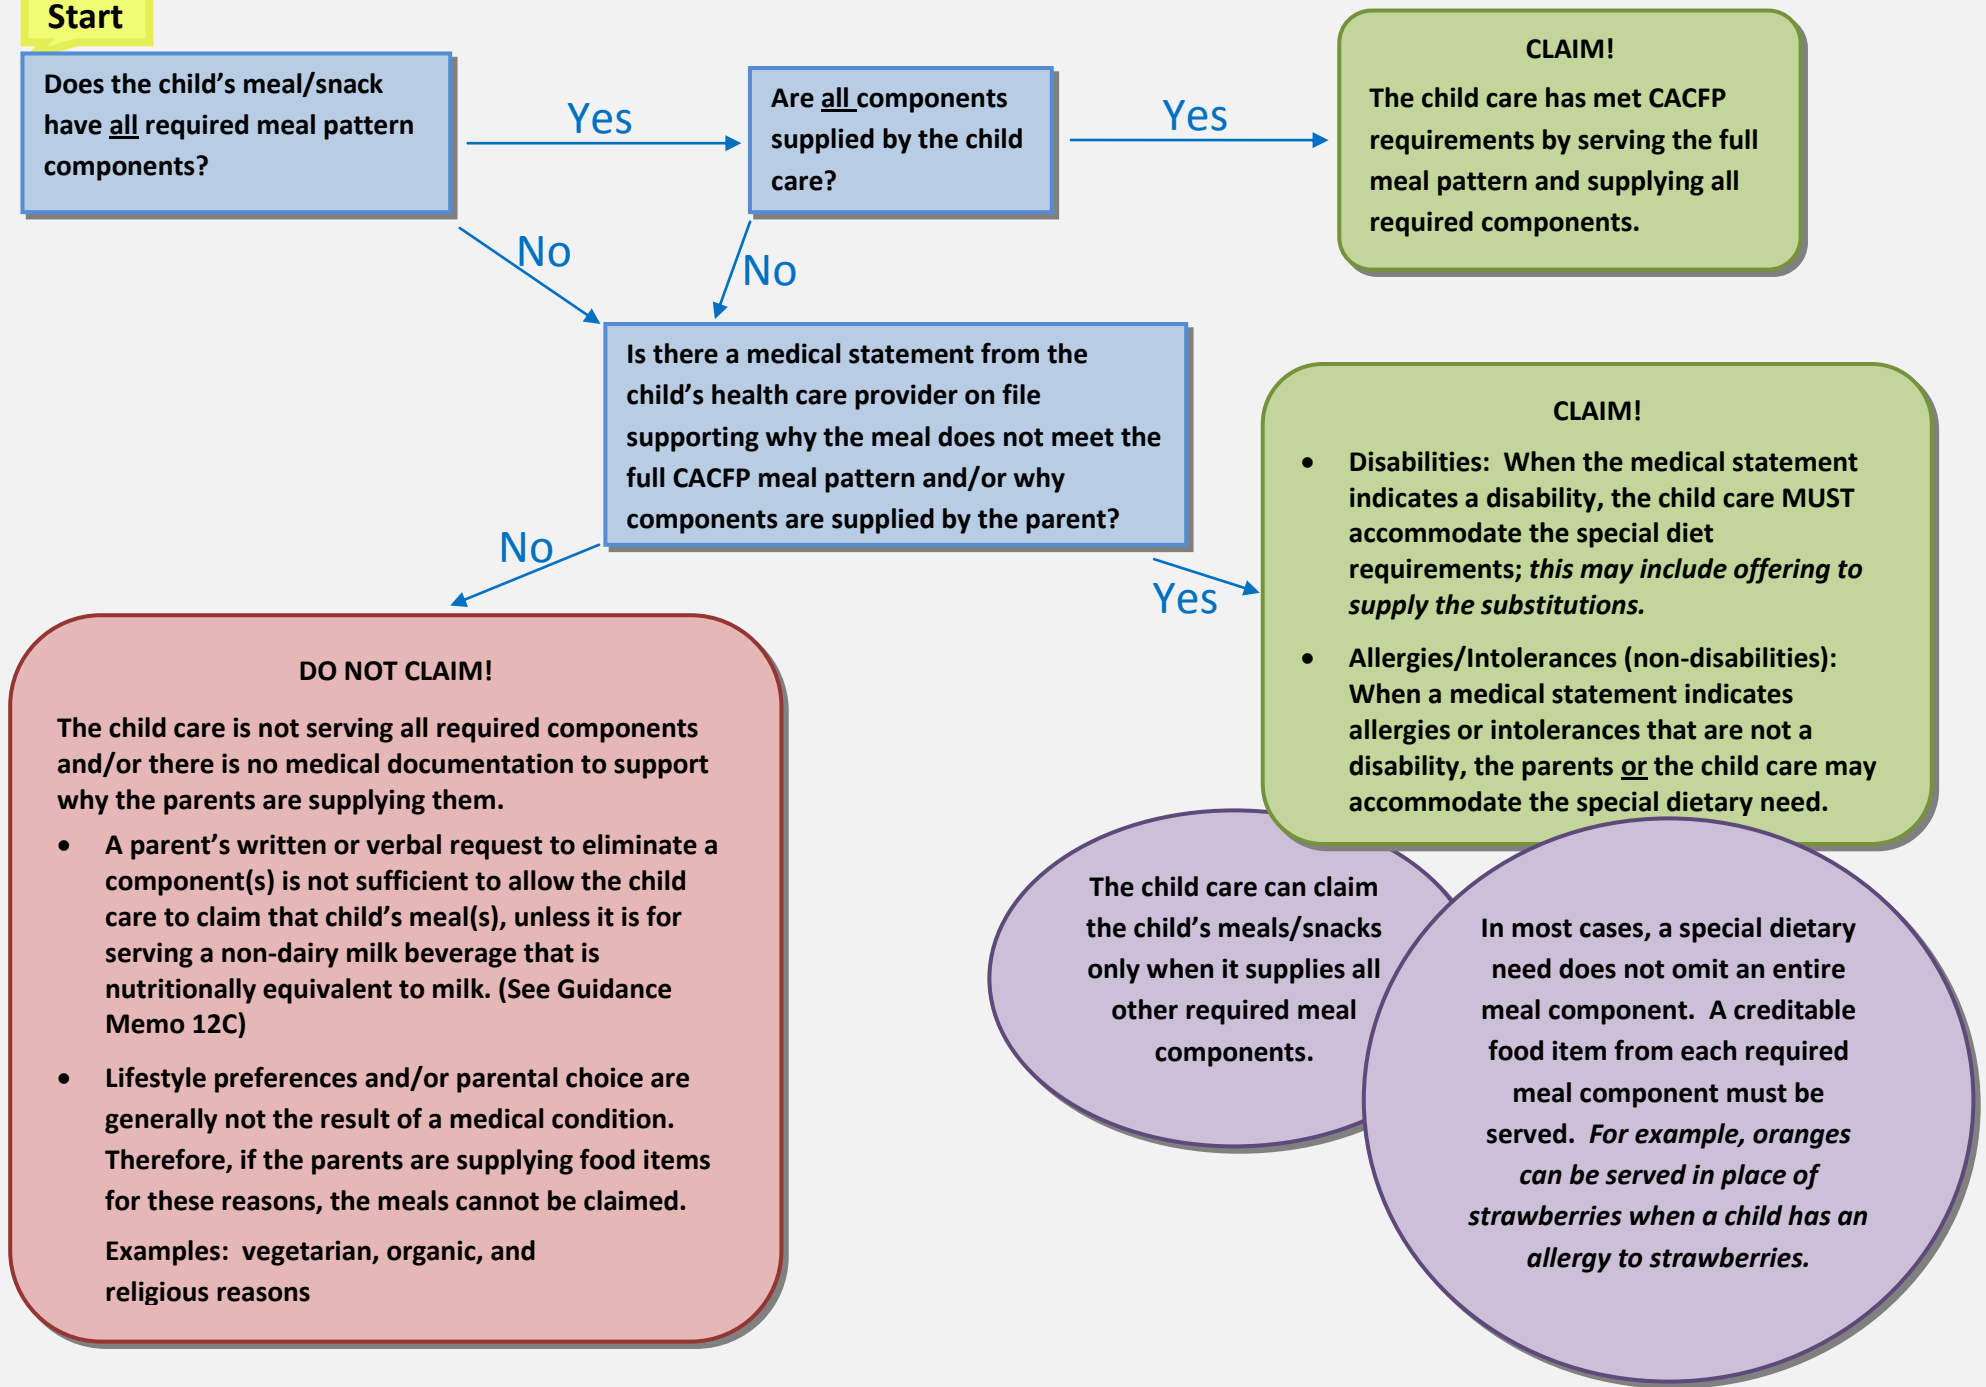 Start
Does the child’s meal/snack
have all required meal pattern
components?
Yes
Are all components
supplied by the child
care?
Yes
CLAIM!
The child care has met CACFP
requirements by serving the full
meal pattern and supplying all
required components.
No
No
Is there a medical statement from the
child’s health care provider on file
supporting why the meal does not meet the
full CACFP meal pattern and/or why
components are supplied by the parent?
No
Yes
CLAIM!
• Disabilities: When the medical statement
indicates a disability, the child care MUST
accommodate the special diet
requirements; this may include offering to
supply the substitutions.
• Allergies/Intolerances (non-disabilities):
When a medical statement indicates
allergies or intolerances that are not a
disability, the parents or the child care may
accommodate the special dietary need.
DO NOT CLAIM!
The child care is not serving all required components
and/or there is no medical documentation to support
why the parents are supplying them.
• A parent’s written or verbal request to eliminate a
component(s) is not sufficient to allow the child
care to claim that child’s meal(s), unless it is for
serving a non-dairy milk beverage that is
nutritionally equivalent to milk. (See Guidance
Memo 12C)
• Lifestyle preferences and/or parental choice are
generally not the result of a medical condition.
Therefore, if the parents are supplying food items
for these reasons, the meals cannot be claimed.
Examples: vegetarian, organic, and
religious reasons
The child care can claim
the child’s meals/snacks
only when it supplies all
other required meal
components.
In most cases, a special dietary
need does not omit an entire
meal component. A creditable
food item from each required
meal component must be
served. For example, oranges
can be served in place of
strawberries when a child has an
allergy to strawberries.